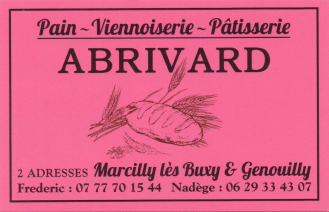 Pain ~ Viennoiserie ~ Pâtisserie
ABRIVARD
2 ADRESSES Marcilly lès Buxy & Genouilly
Frederic : 07 77 70 15 44 Nadège : 06 29 33 43 07